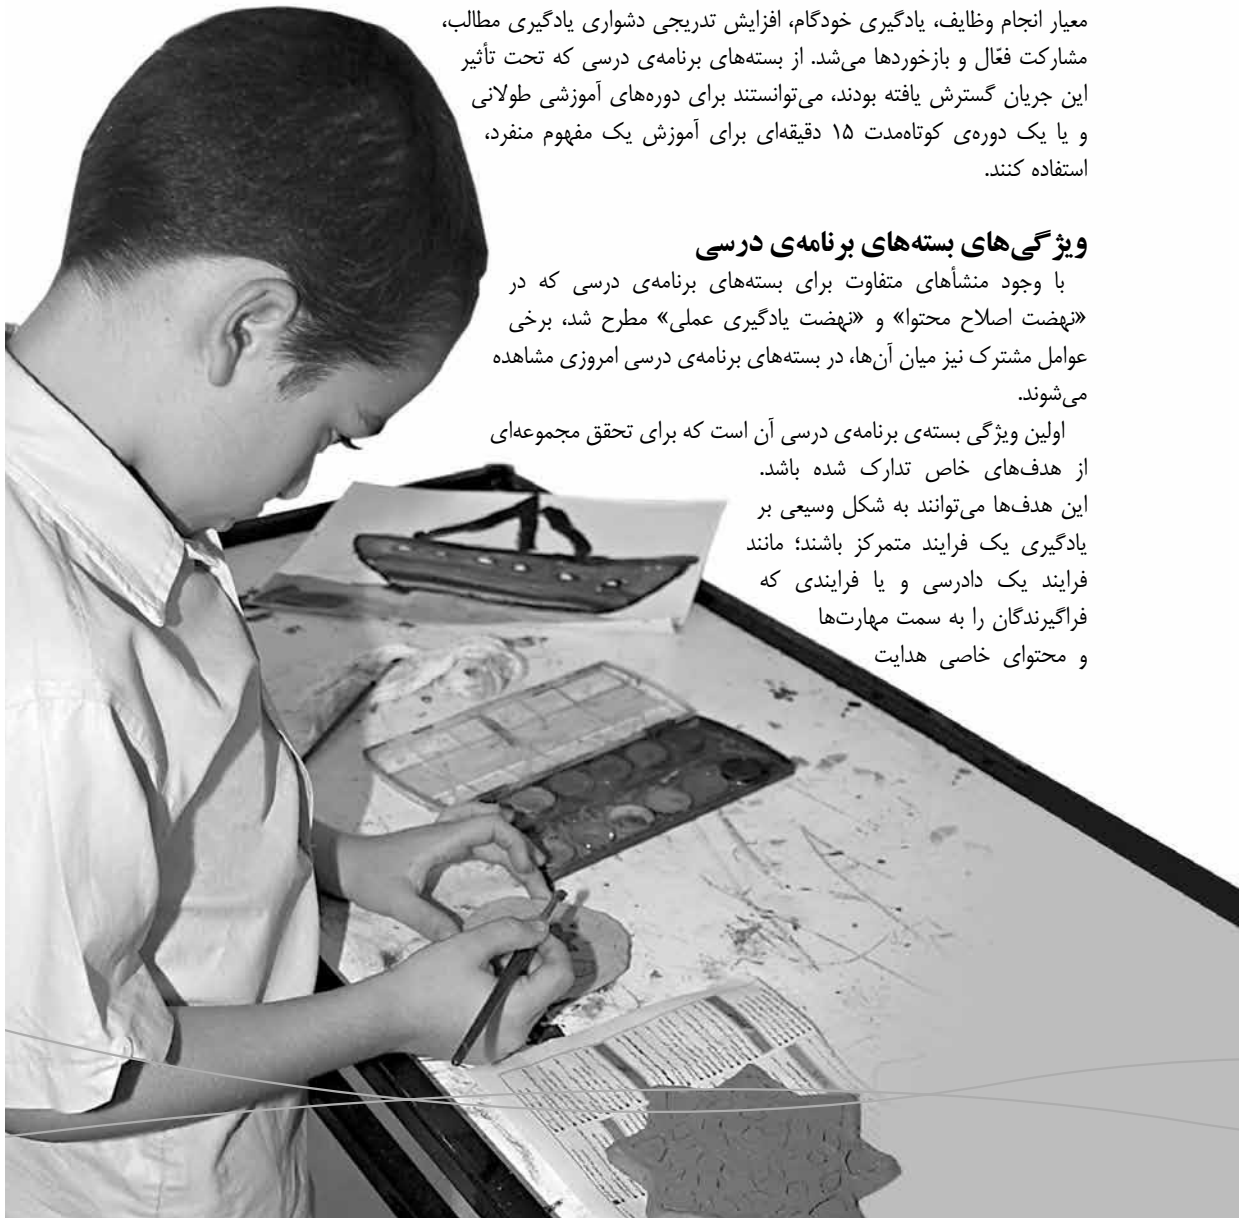 معیار انجام وظایف، یادگیری خودگام، افزایش تدریجی دشواری یادگیری مطالب،
مشارکت فعّال و بازخوردها می‌شد. از بسته‌های برنامه‌ی درسی که تحت تأثیر
این جریان گسترش یافته بودند، می‌توانستند برای دوره‌های آموزشی طولانی
و یا یک دوره‌ی کوتاه‌مدت ۱۵ دقیقه‌ای برای آموزش یک مفهوم منفرد،
استفاده کنند.
ویژگی‌های بسته‌های برنامه‌ی درسی
با وجود منشأهای متفاوت برای بسته‌های برنامه‌ی درسی که در
«نهضت اصلاح محتوا» و «نهضت یادگیری عملی» مطرح شد، برخی
عوامل مشترک نیز میان آن‌ها، در بسته‌های برنامه‌ی درسی امروزی مشاهده
می‌شوند.
اولین ویژگی بسته‌ی برنامه‌ی درسی آن است که برای تحقق مجموعه‌ای
از هدف‌های خاص تدارک شده باشد.
این هدف‌ها می‌توانند به شکل وسیعی بر
یادگیری یک فرایند متمرکز باشند؛ مانند
فرایند یک دادرسی و یا فرایندی که
فراگیرندگان را به سمت مهارت‌ها
و محتوای خاصی هدایت